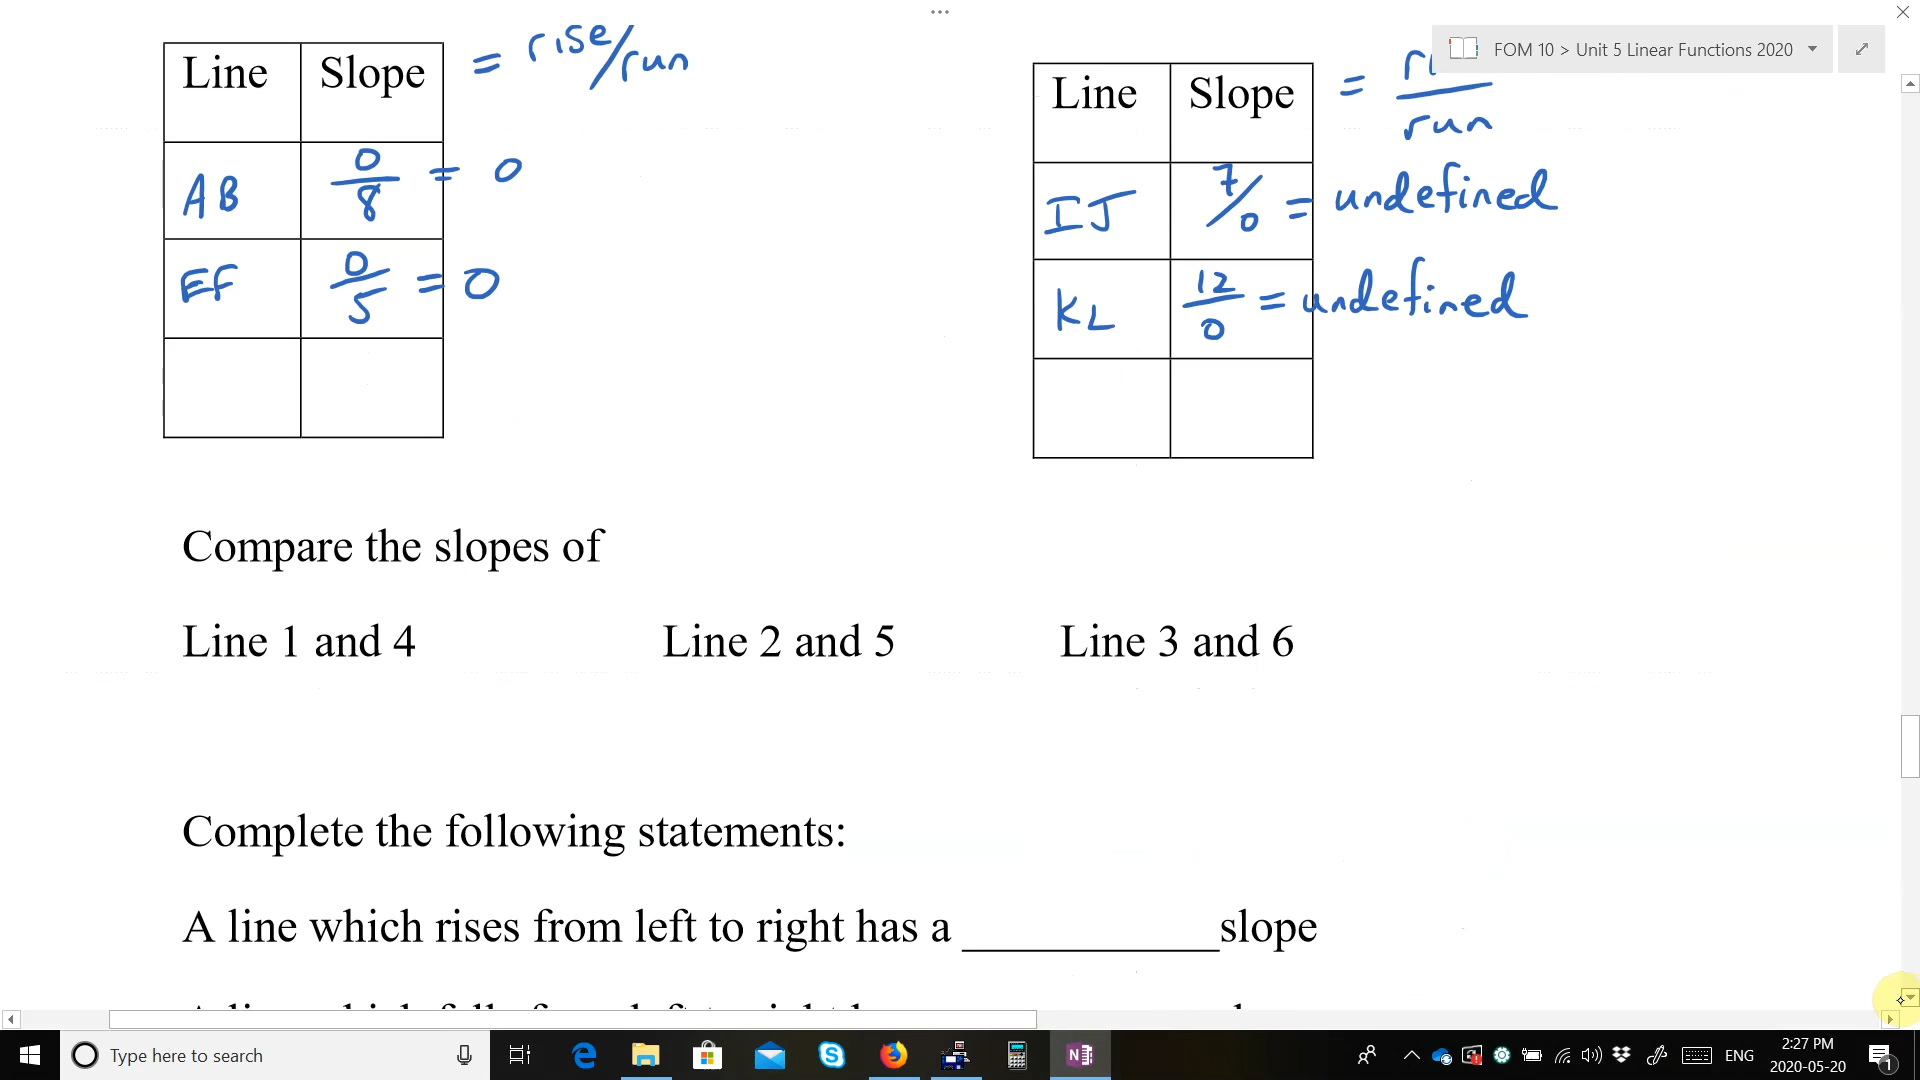 FOM 10 > Unit 5 Linear Functions 2020
Line Slope = rise/run
AB 0/8 = 0
EF 0/5 = 0
Line Slope = run
IJ 7/0 = undefined
KL 12/0 = undefined
Compare the slopes of
Line 1 and 4 Line 2 and 5 Line 3 and 6
Complete the following statements:
A line which rises from left to right has a ___________slope
Type here to search
ENG
2:27 PM
2020-05-20
1